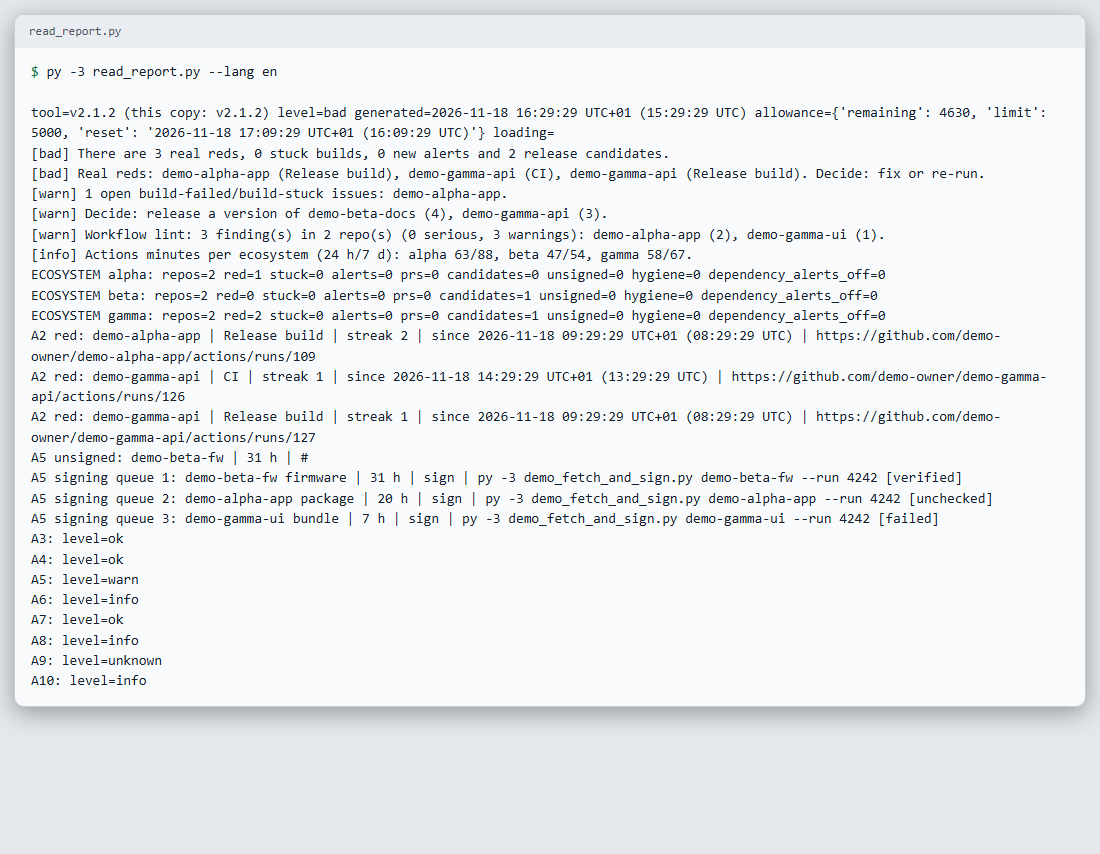 read_report.py
$ py -3 read_report.py --lang en
tool=v2.1.2 (this copy: v2.1.2) level=bad generated=2026-11-18 16:29:29 UTC+01 (15:29:29 UTC) allowance={'remaining': 4630, 'limit':
5000, 'reset': '2026-11-18 17:09:29 UTC+01 (16:09:29 UTC)'} loading=
[bad] There are 3 real reds, 0 stuck builds, 0 new alerts and 2 release candidates.
[bad] Real reds: demo-alpha-app (Release build), demo-gamma-api (CI), demo-gamma-api (Release build). Decide: fix or re-run.
[warn] 1 open build-failed/build-stuck issues: demo-alpha-app.
[warn] Decide: release a version of demo-beta-docs (4), demo-gamma-api (3).
[warn] Workflow lint: 3 finding(s) in 2 repo(s) (0 serious, 3 warnings): demo-alpha-app (2), demo-gamma-ui (1).
[info] Actions minutes per ecosystem (24 h/7 d): alpha 63/88, beta 47/54, gamma 58/67.
ECOSYSTEM alpha: repos=2 red=1 stuck=0 alerts=0 prs=0 candidates=0 unsigned=0 hygiene=0 dependency_alerts_off=0
ECOSYSTEM beta: repos=2 red=0 stuck=0 alerts=0 prs=0 candidates=1 unsigned=0 hygiene=0 dependency_alerts_off=0
ECOSYSTEM gamma: repos=2 red=2 stuck=0 alerts=0 prs=0 candidates=1 unsigned=0 hygiene=0 dependency_alerts_off=0
A2 red: demo-alpha-app | Release build | streak 2 | since 2026-11-18 09:29:29 UTC+01 (08:29:29 UTC) | https://github.com/demo-
owner/demo-alpha-app/actions/runs/109
A2 red: demo-gamma-api | CI | streak 1 | since 2026-11-18 14:29:29 UTC+01 (13:29:29 UTC) | https://github.com/demo-owner/demo-gamma-
api/actions/runs/126
A2 red: demo-gamma-api | Release build | streak 1 | since 2026-11-18 09:29:29 UTC+01 (08:29:29 UTC) | https://github.com/demo-
owner/demo-gamma-api/actions/runs/127
A5 unsigned: demo-beta-fw | 31 h | #
A5 signing queue 1: demo-beta-fw firmware | 31 h | sign | py -3 demo_fetch_and_sign.py demo-beta-fw --run 4242 [verified]
A5 signing queue 2: demo-alpha-app package | 20 h | sign | py -3 demo_fetch_and_sign.py demo-alpha-app --run 4242 [unchecked]
A5 signing queue 3: demo-gamma-ui bundle | 7 h | sign | py -3 demo_fetch_and_sign.py demo-gamma-ui --run 4242 [failed]
A3: level=ok
A4: level=ok
A5: level=warn
A6: level=info
A7: level=ok
A8: level=info
A9: level=unknown
A10: level=info